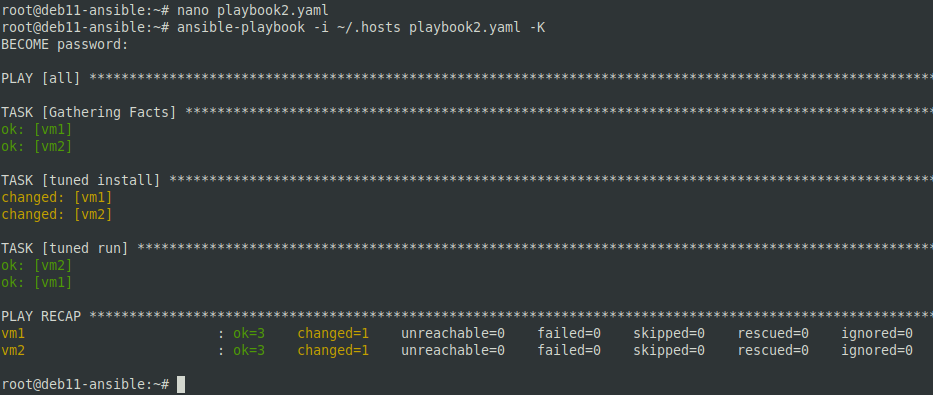 root@deb11-ansible:~# nano playbook2.yaml
root@deb11-ansible:~# ansible-playbook -i ~/.hosts playbook2.yaml -K
BECOME password:
PLAY [all] *********************************************************************************************************
TASK [Gathering Facts] *********************************************************************************************
ok: [vm1]
ok: [vm2]
TASK [tuned install] ***********************************************************************************************
changed: [vm1]
changed: [vm2]
TASK [tuned run] ***************************************************************************************************
ok: [vm2]
ok: [vm1]
PLAY RECAP *********************************************************************************************************
vm1                        : ok=3    changed=1    unreachable=0    failed=0    skipped=0    rescued=0    ignored=0
vm2                        : ok=3    changed=1    unreachable=0    failed=0    skipped=0    rescued=0    ignored=0
root@deb11-ansible:~#